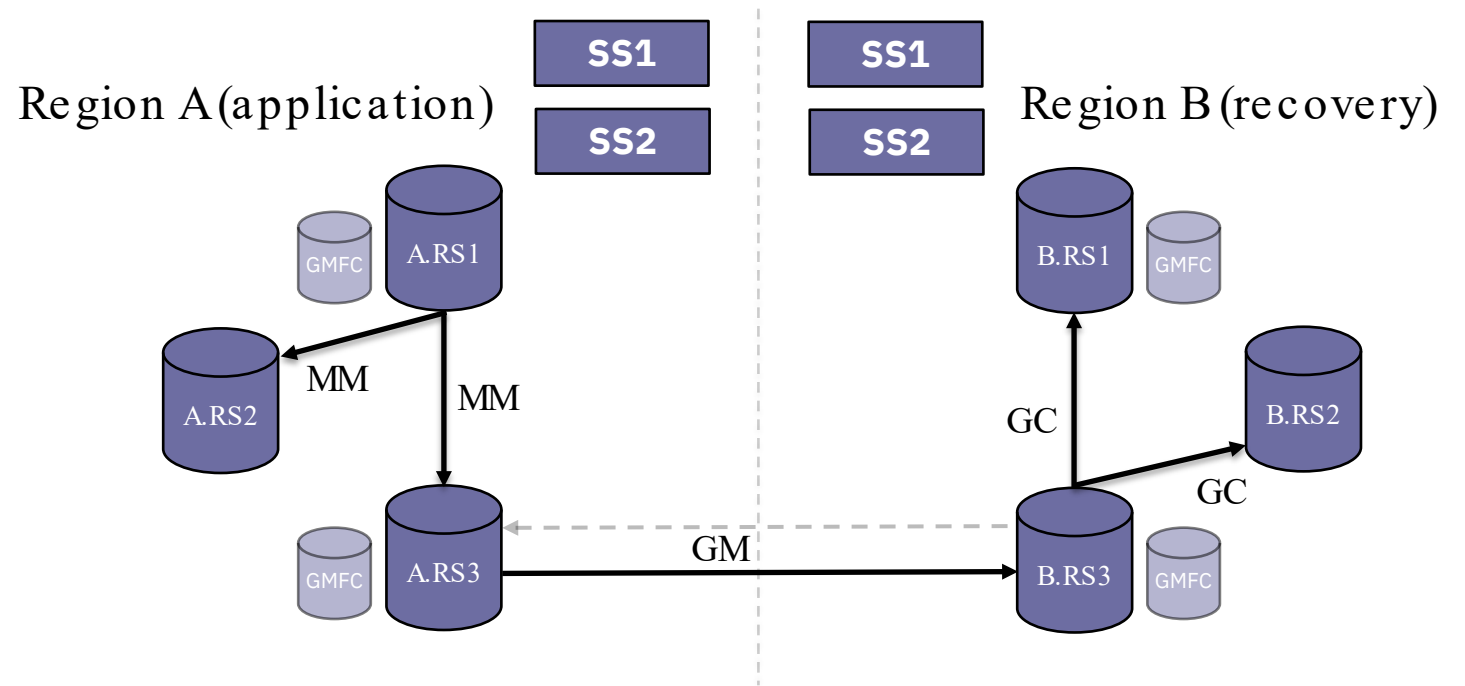 SS1
SS1
Region A (application)
Region B (recovery)
SS2
SS2
A.RS1
GMFC
B.RS1
GMFC
MM
A.RS2
MM
GC
B.RS2
GC
GM
GMFC
A.RS3
B.RS3
GMFC